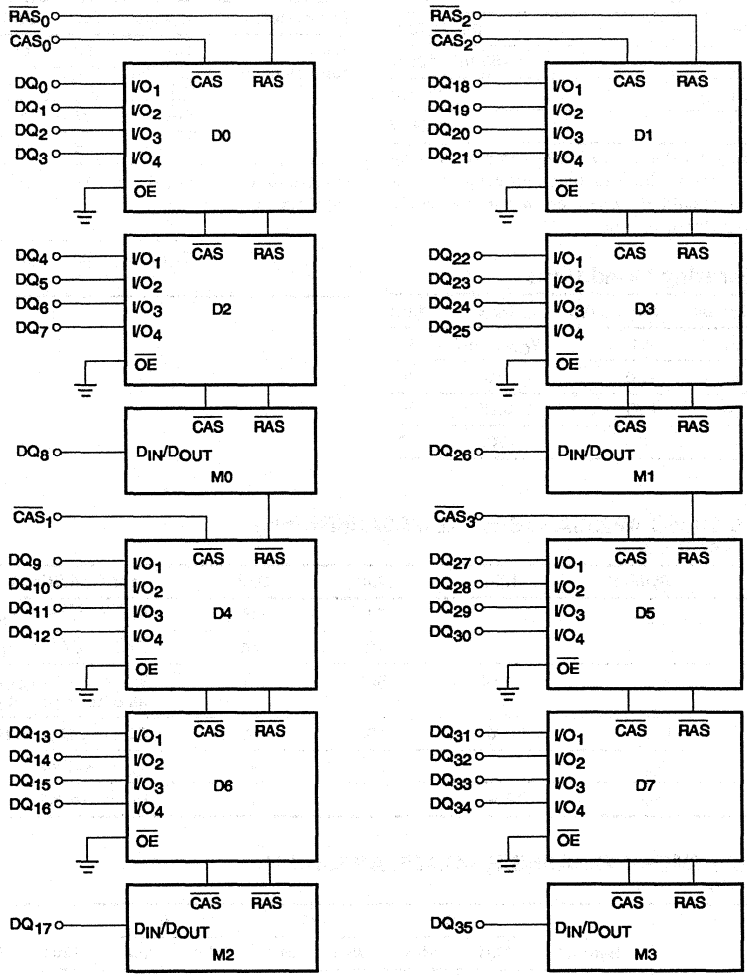 RAS0 RAS2
CAS0 CAS2
CAS RAS CAS RAS
DQ0 I/O1 DQ18 I/O1
DQ1 I/O2 DQ19 I/O2
DQ2 I/O3 D0 DQ20 I/O3 D1
DQ3 I/O4 DQ21 I/O4
OE OE
CAS RAS CAS RAS
DQ4 I/O1 DQ22 I/O1
DQ5 I/O2 DQ23 I/O2
DQ6 I/O3 D2 DQ24 I/O3 D3
DQ7 I/O4 DQ25 I/O4
OE OE
CAS RAS CAS RAS
DQ8 DIN/DOUT DQ26 DIN/DOUT
M0 M1
CAS1 CAS3
CAS RAS CAS RAS
DQ9 I/O1 DQ27 I/O1
DQ10 I/O2 DQ28 I/O2
DQ11 I/O3 D4 DQ29 I/O3 D5
DQ12 I/O4 DQ30 I/O4
OE OE
CAS RAS CAS RAS
DQ13 I/O1 DQ31 I/O1
DQ14 I/O2 DQ32 I/O2
DQ15 I/O3 D6 DQ33 I/O3 D7
DQ16 I/O4 DQ34 I/O4
OE OE
CAS RAS CAS RAS
DQ17 DIN/DOUT DQ35 DIN/DOUT
M2 M3